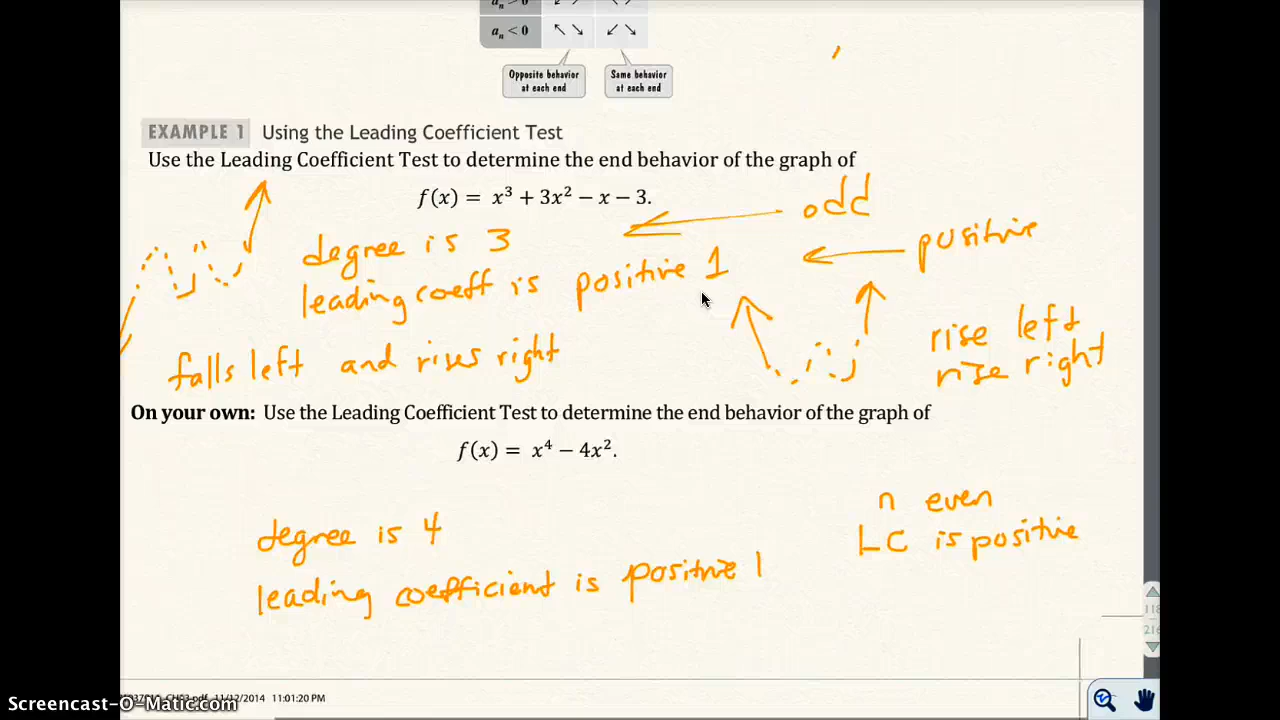 aₙ > 0
aₙ < 0
Opposite behavior
at each end
Same behavior
at each end
EXAMPLE 1 Using the Leading Coefficient Test
Use the Leading Coefficient Test to determine the end behavior of the graph of
f(x) = x³ + 3x² − x − 3.
odd
degree is 3
positive
leading coeff is positive 1
falls left and rises right
rise left
rise right
On your own: Use the Leading Coefficient Test to determine the end behavior of the graph of
f(x) = x⁴ − 4x².
n even
degree is 4
LC is positive
leading coefficient is positive 1
118
216
11/12/2014 11:01:20 PM
Screencast-O-Matic.com